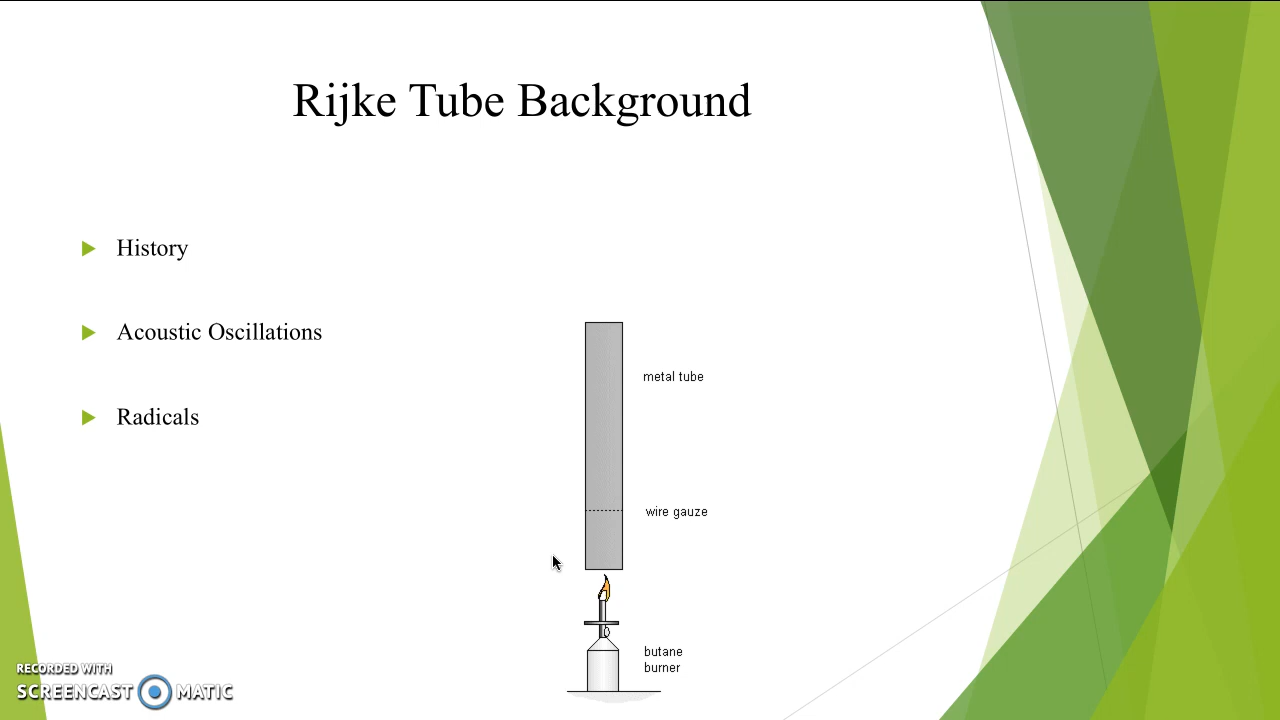 Rijke Tube Background
History
Acoustic Oscillations
Radicals
metal tube
wire gauze
butane
burner
RECORDED WITH
SCREENCAST MATIC